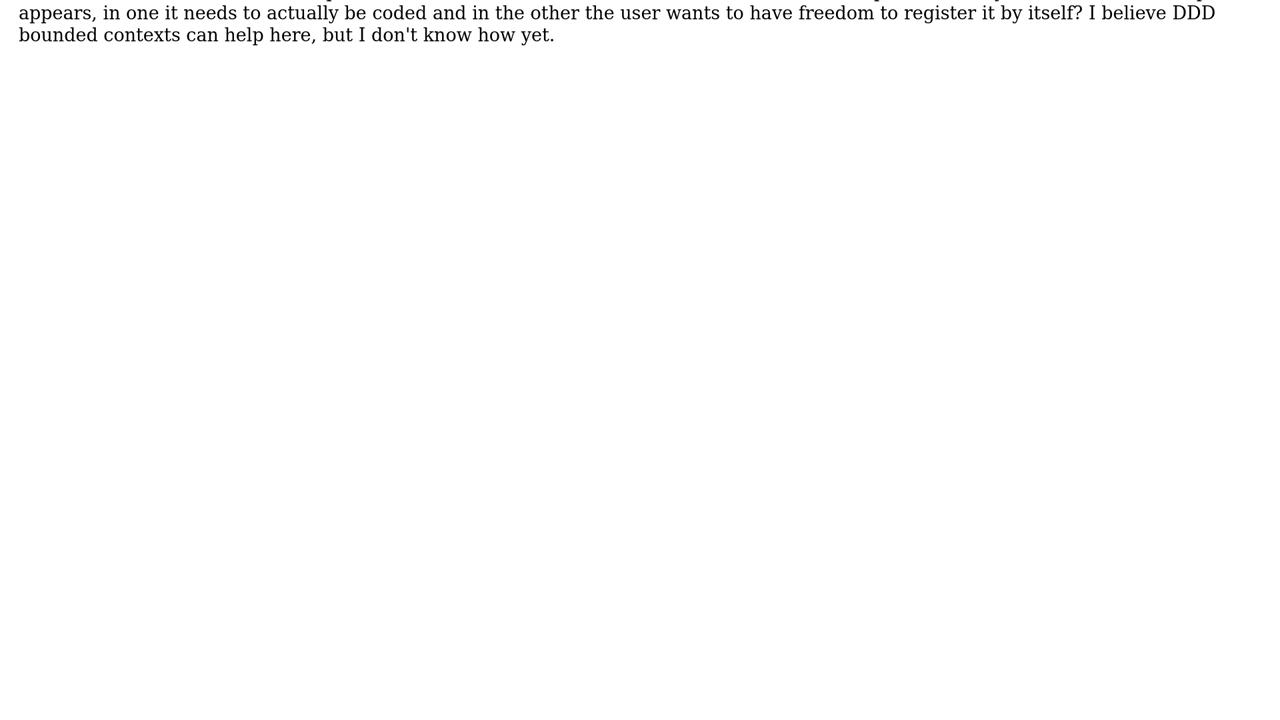 appears, in one it needs to actually be coded and in the other the user wants to have freedom to register it by itself? I believe DDD
bounded contexts can help here, but I don't know how yet.